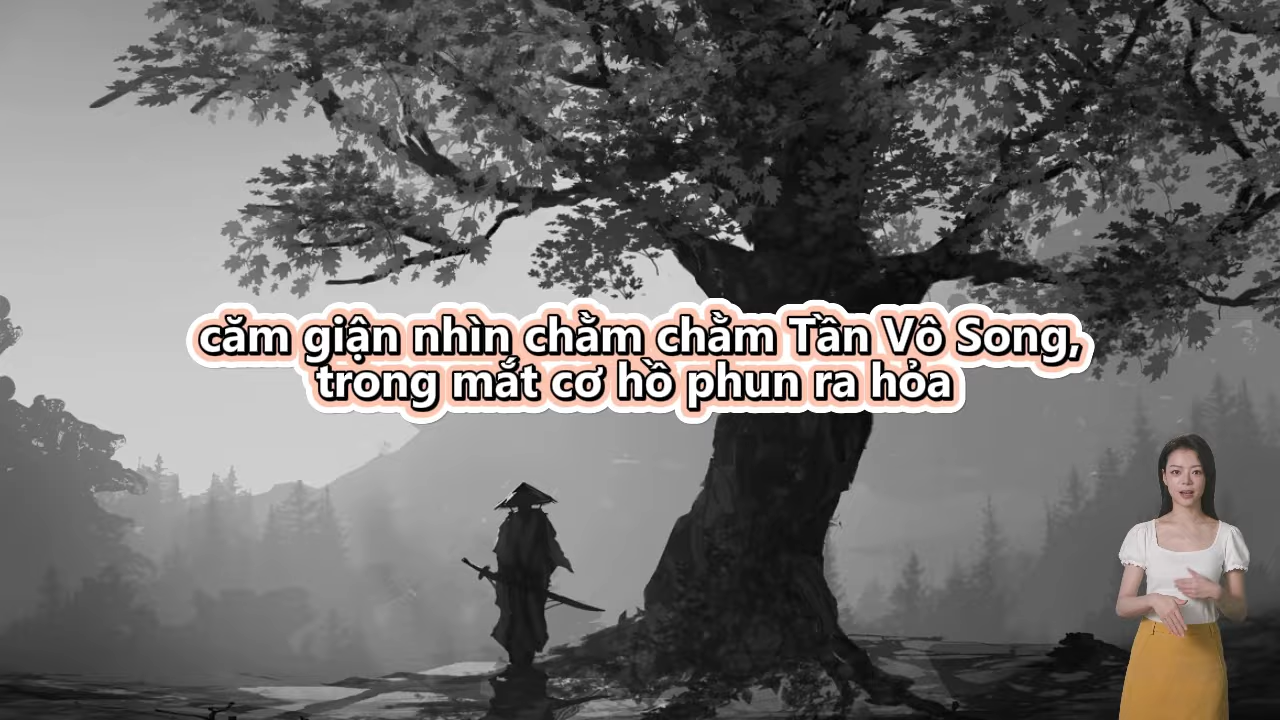 căm giận nhìn chằm chằm Tần Vô Song,
trong mắt cơ hồ phun ra hỏa